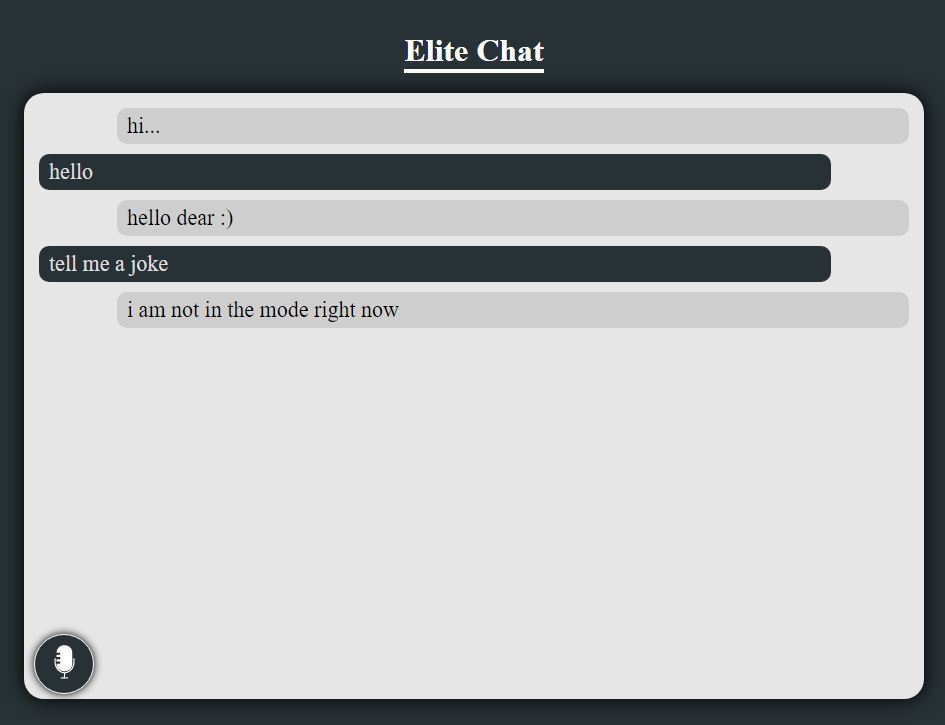 Elite Chat
hi...
hello
hello dear :)
tell me a joke
i am not in the mode right now